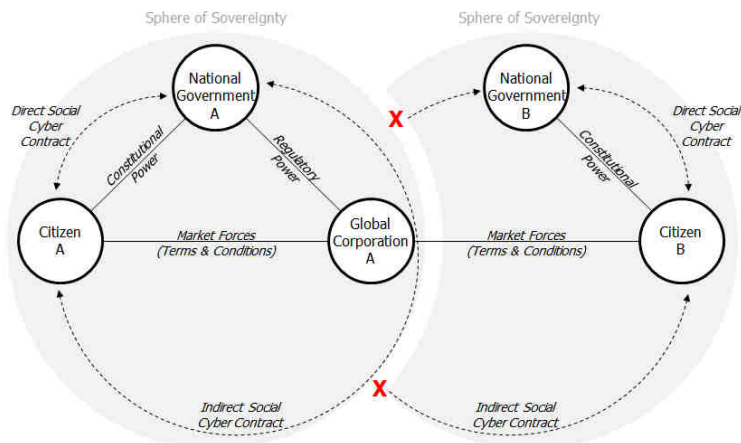 Sphere of Sovereignty
Sphere of Sovereignty
National
Government
A
National
Government
B
Direct Social
Cyber
Contract
Constitutional
Power
Regulatory
Power
X
Constitutional
Power
Direct Social
Cyber
Contract
Citizen
A
Market Forces
(Terms & Conditions)
Global
Corporation
A
Market Forces
(Terms & Conditions)
Citizen
B
X
Indirect Social
Cyber Contract
Indirect Social
Cyber Contract